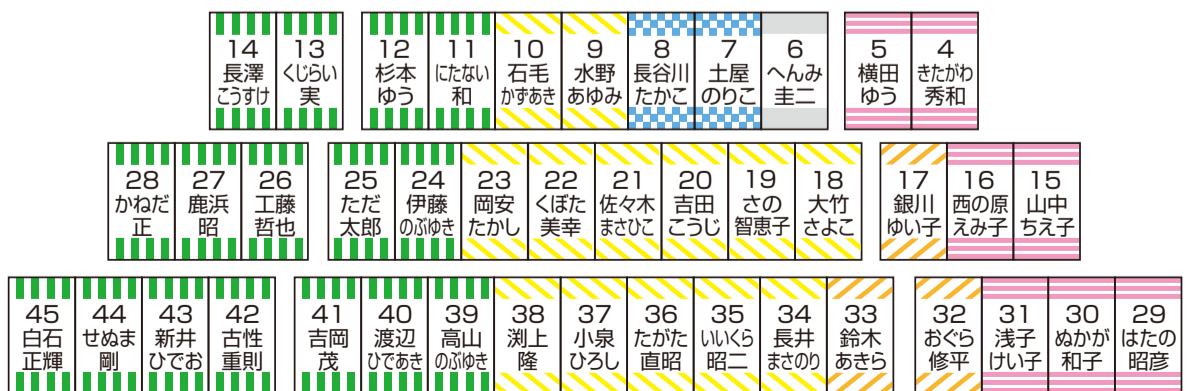 14 13 12 11 10 9 8 7 6 5 4
長澤 くじらい 杉本 にたない 石毛 水野 長谷川 土屋 へんみ 横田 きたがわ
こうすけ 実 ゆう 和 かずあき あゆみ たかこ のりこ 圭二 ゆう 秀和
28 27 26 25 24 23 22 21 20 19 18 17 16 15
かねだ 鹿浜 工藤 ただ 伊藤 岡安 くぼた 佐々木 吉田 さの 大竹 銀川 西の原 山中
正 昭 哲也 太郎 のぶゆき たかし 美幸 まさひこ こうじ 智恵子 さよこ ゆい子 えみ子 ちえ子
45 44 43 42 41 40 39 38 37 36 35 34 33 32 31 30 29
白石 せぬま 新井 古性 吉岡 渡辺 高山 渕上 小泉 たがた いいくら 長井 鈴木 おぐら 浅子 ぬかが はたの
正輝 剛 ひでお 重則 茂 ひであき のぶゆき 隆 ひろし 直昭 昭二 まさのり あきら 修平 けい子 和子 昭彦